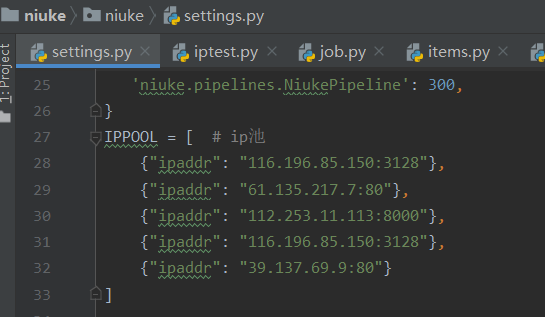 niuke niuke settings.py
settings.py iptest.py job.py items.py
1: Project
25 'niuke.pipelines.NiukePipeline': 300,
26 }
27 IPPOOL = [ # ip池
28 {"ipaddr": "116.196.85.150:3128"},
29 {"ipaddr": "61.135.217.7:80"},
30 {"ipaddr": "112.253.11.113:8000"},
31 {"ipaddr": "116.196.85.150:3128"},
32 {"ipaddr": "39.137.69.9:80"}
33 ]